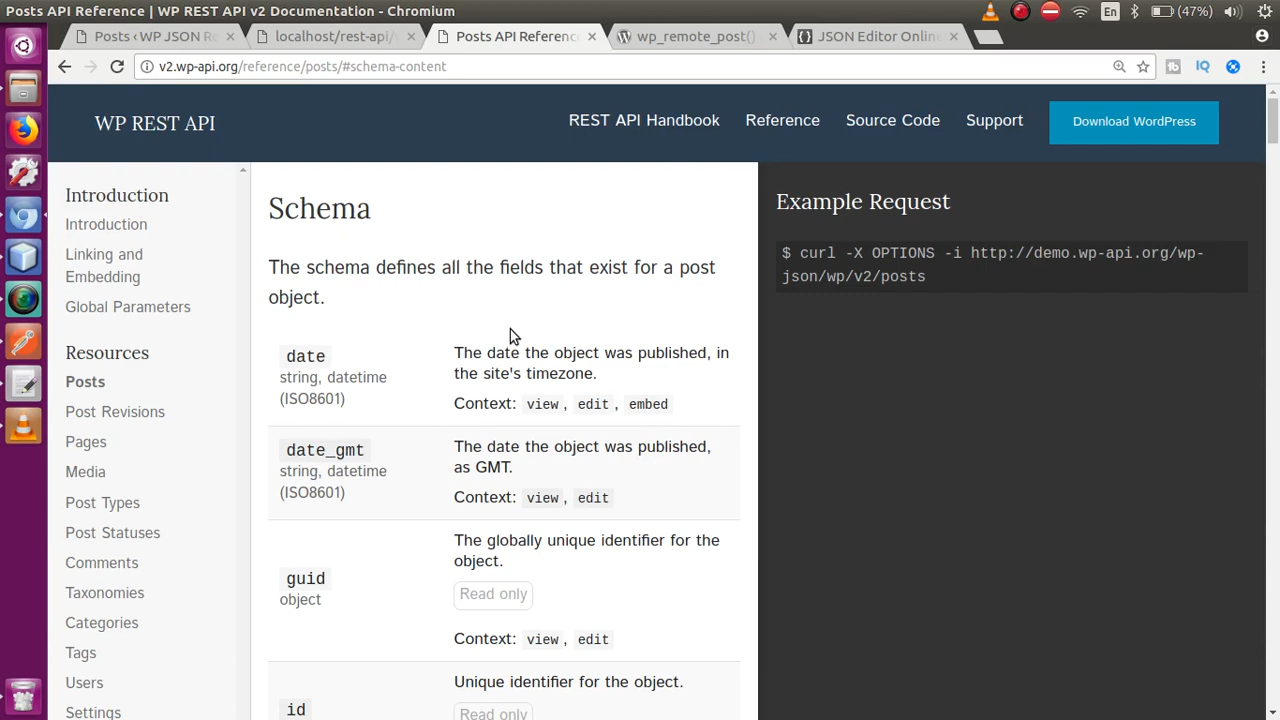 Posts API Reference | WP REST API v2 Documentation - Chromium
En
(47%)
Posts ‹ WP JSON Re
localhost/rest-api/v
Posts API Reference
wp_remote_post()
JSON Editor Online
v2.wp-api.org/reference/posts/#schema-content
IQ
WP REST API
REST API Handbook
Reference
Source Code
Support
Download WordPress
Introduction
Introduction
Linking and
Embedding
Global Parameters
Resources
Posts
Post Revisions
Pages
Media
Post Types
Post Statuses
Comments
Taxonomies
Categories
Tags
Users
Settings
Schema
The schema defines all the fields that exist for a post
object.
date
string, datetime
(ISO8601)
The date the object was published, in
the site's timezone.
Context: view, edit, embed
date_gmt
string, datetime
(ISO8601)
The date the object was published,
as GMT.
Context: view, edit
guid
object
The globally unique identifier for the
object.
Read only
Context: view, edit
id
Unique identifier for the object.
Read only
Example Request
$ curl -X OPTIONS -i http://demo.wp-api.org/wp-
json/wp/v2/posts